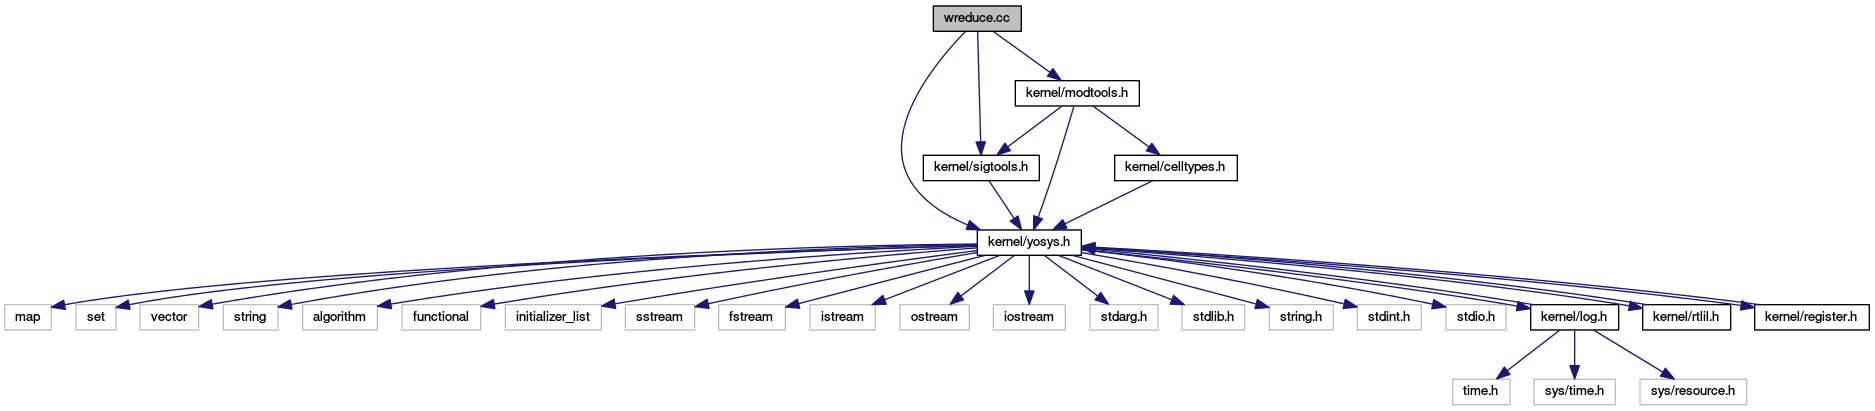 wreduce.cc
kernel/modtools.h
kernel/sigtools.h
kernel/celltypes.h
kernel/yosys.h
map
set
vector
string
algorithm
functional
initializer_list
sstream
fstream
istream
ostream
iostream
stdarg.h
stdlib.h
string.h
stdint.h
stdio.h
kernel/log.h
kernel/rtlil.h
kernel/register.h
time.h
sys/time.h
sys/resource.h